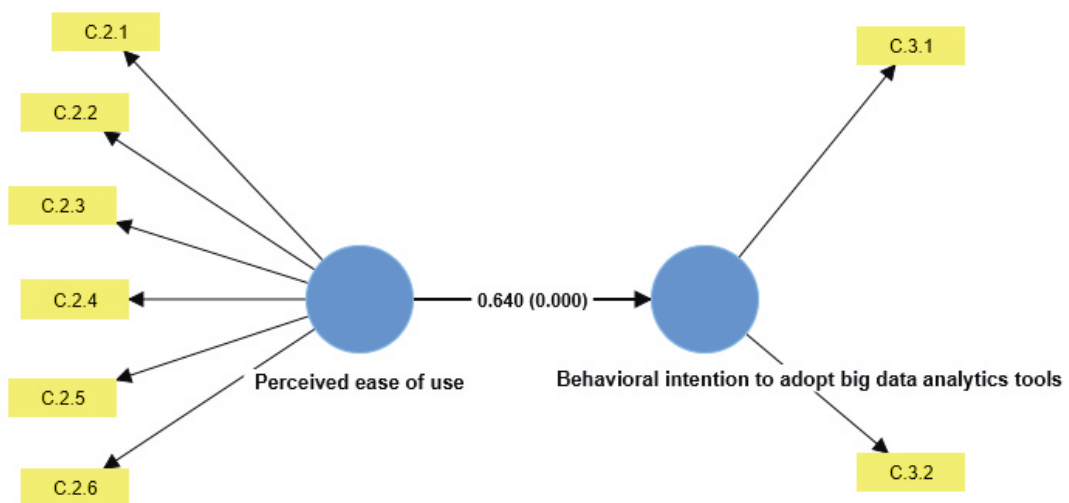 C.2.1
C.2.2
C.2.3
C.2.4
C.2.5
C.2.6
Perceived ease of use
0.640 (0.000)
Behavioral intention to adopt big data analytics tools
C.3.1
C.3.2